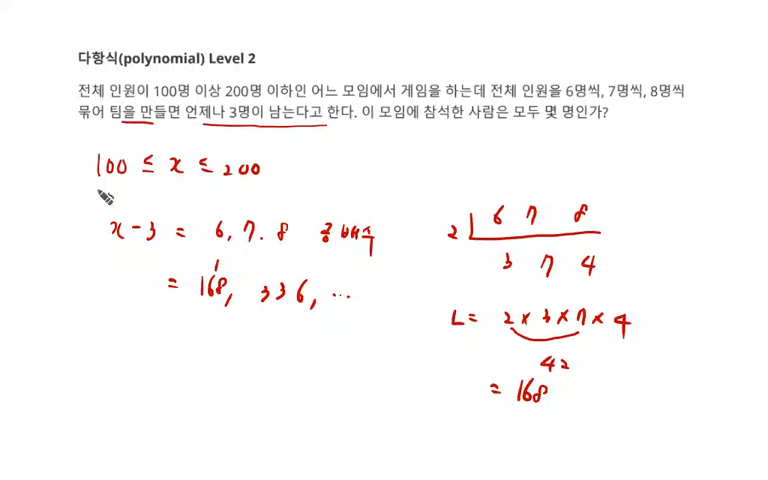 다항식(polynomial) Level 2
전체 인원이 100명 이상 200명 이하인 어느 모임에서 게임을 하는데 전체 인원을 6명씩, 7명씩, 8명씩
묶어 팀을 만들면 언제나 3명이 남는다고 한다. 이 모임에 참석한 사람은 모두 몇 명인가?
100 ≤ x ≤ 200
x - 3 = 6, 7. 8 공배수
= 168, 336, ...
2 | 6 7 8
3 7 4
L = 2 × 3 × 7 × 4
42
= 168